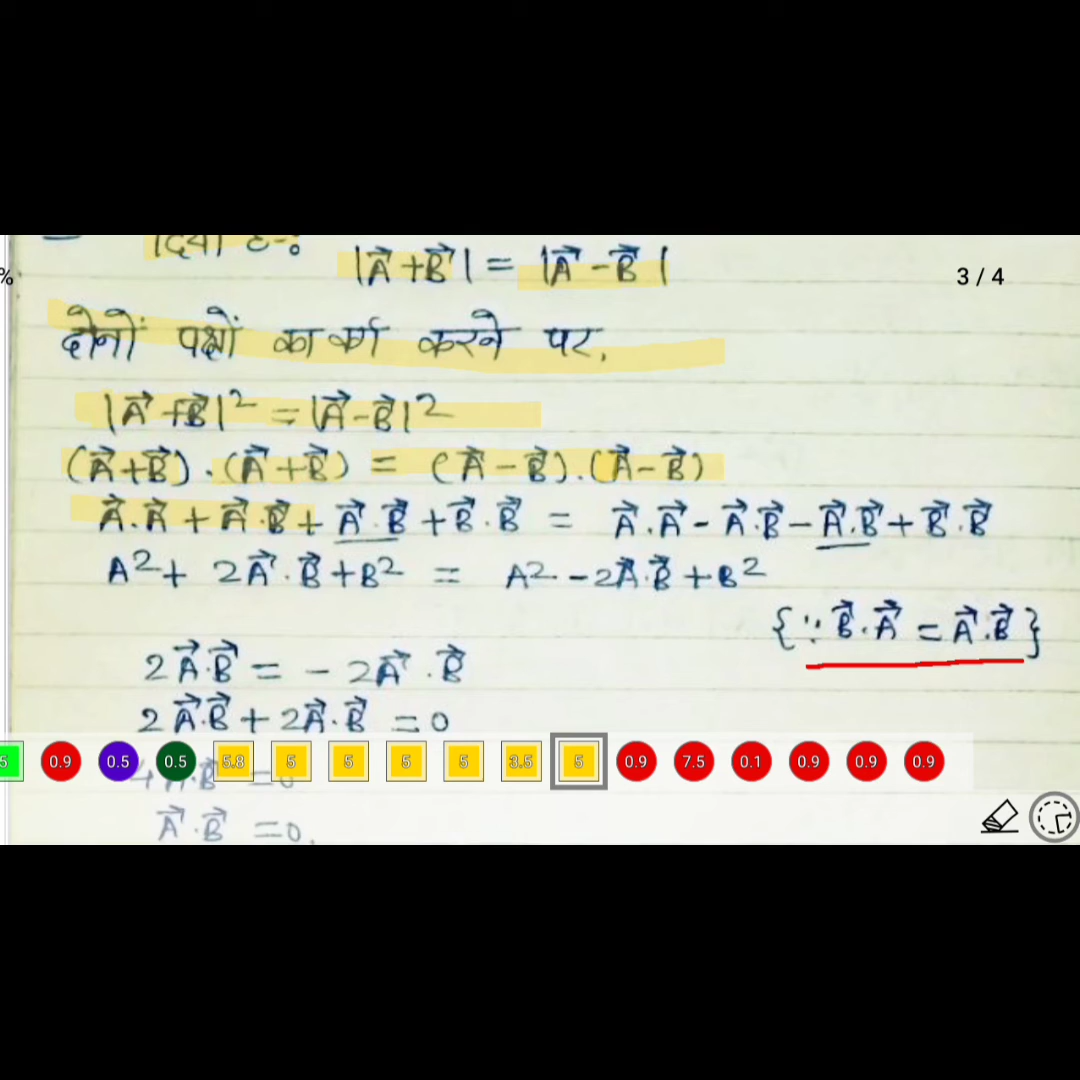 दिया है-:
|A⃗ + B⃗| = |A⃗ - B⃗|
3 / 4
%
दोनों पक्षों का वर्ग करने पर,
|A⃗ + B⃗|² = |A⃗ - B⃗|²
(A⃗ + B⃗) . (A⃗ + B⃗) = (A⃗ - B⃗) . (A⃗ - B⃗)
A⃗.A⃗ + A⃗.B⃗ + A⃗.B⃗ + B⃗.B⃗ = A⃗.A⃗ - A⃗.B⃗ - A⃗.B⃗ + B⃗.B⃗
A² + 2A⃗.B⃗ + B² = A² - 2A⃗.B⃗ + B²
{∵ B⃗.A⃗ = A⃗.B⃗}
2A⃗.B⃗ = - 2A⃗.B⃗
2A⃗.B⃗ + 2A⃗.B⃗ = 0
5 0.9 0.5 0.5 5.8 5 5 5 5 3.5 5 0.9 7.5 0.1 0.9 0.9 0.9
A⃗.B⃗ = 0
A⃗.B⃗ = 0.